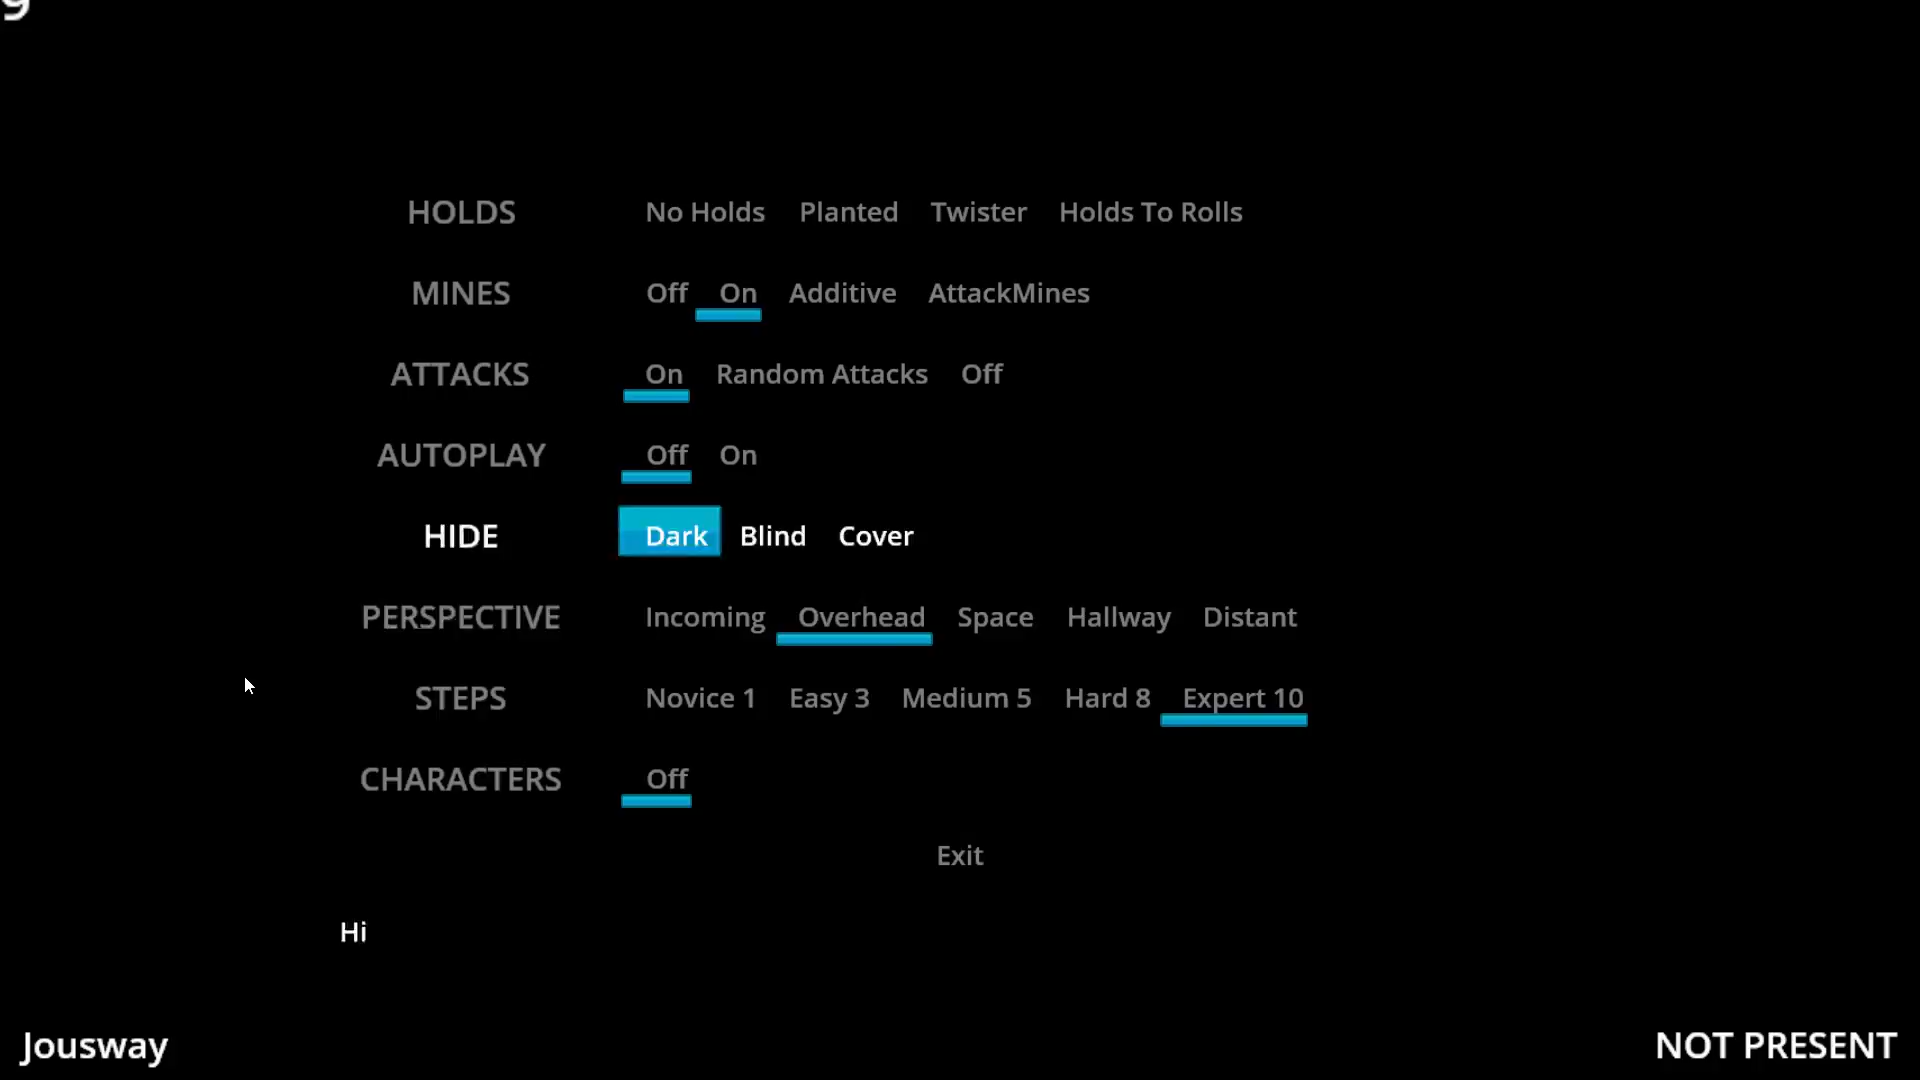 HOLDS No Holds Planted Twister Holds To Rolls
MINES Off On Additive AttackMines
ATTACKS On Random Attacks Off
AUTOPLAY Off On
HIDE Dark Blind Cover
PERSPECTIVE Incoming Overhead Space Hallway Distant
STEPS Novice 1 Easy 3 Medium 5 Hard 8 Expert 10
CHARACTERS Off
Exit
Hi
Jousway NOT PRESENT